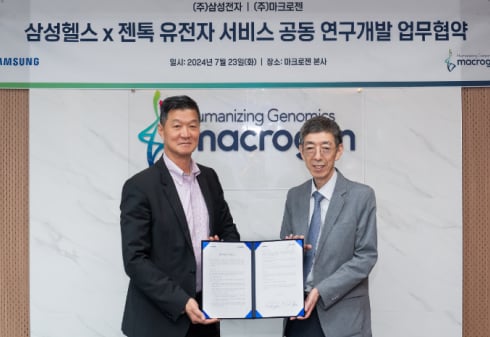 (주)삼성전자 | (주)마크로젠
삼성헬스 x 젠톡 유전자 서비스 공동 연구개발 업무협약
SAMSUNG
일시: 2024년 7월 23일(화) | 장소: 마크로젠 본사
Humanizing Genomics
macrogen
Humanizing Genomics
macrogen